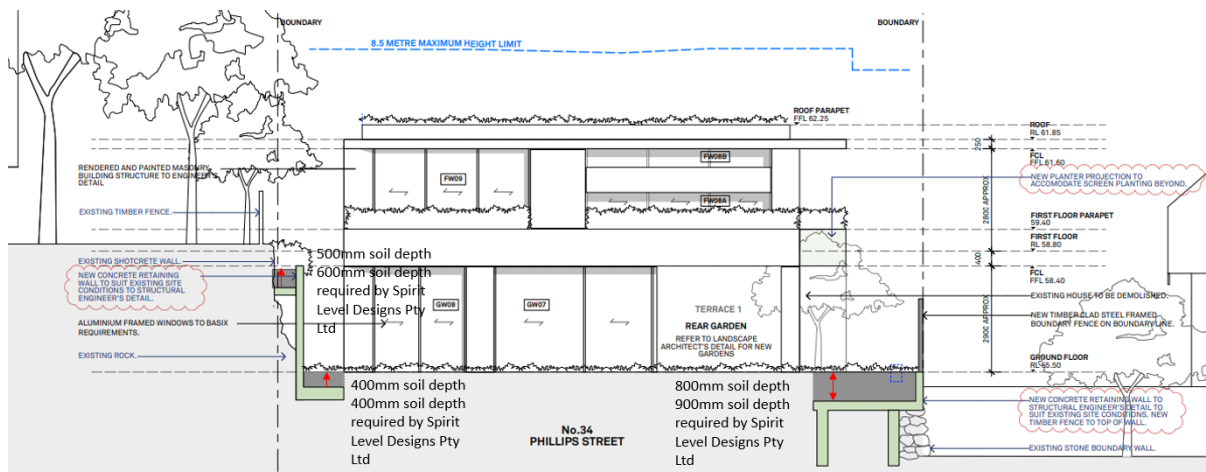 BOUNDARY
BOUNDARY
8.5 METRE MAXIMUM HEIGHT LIMIT
ROOF PARAPET
FFL 62.25
ROOF
RL 61.85
250
FCL
FFL 61.60
RENDERED AND PAINTED MASONRY
BUILDING STRUCTURE TO ENGINEER'S
DETAIL
FW09
FW08B
FW08A
NEW PLANTER PROJECTION TO
ACCOMODATE SCREEN PLANTING BEYOND.
2800 APPROX
EXISTING TIMBER FENCE.
FIRST FLOOR PARAPET
59.40
FIRST FLOOR
RL 58.80
400
EXISTING SHOTCRETE WALL.
NEW CONCRETE RETAINING
WALL TO SUIT EXISTING SITE
CONDITIONS TO STRUCTURAL
ENGINEER'S DETAIL.
500mm soil depth
600mm soil depth
required by Spirit
Level Designs Pty
Ltd
FCL
FFL 58.40
GW08
GW07
TERRACE 1
REAR GARDEN
REFER TO LANDSCAPE
ARCHITECT'S DETAIL FOR NEW
GARDENS
EXISTING HOUSE TO BE DEMOLISHED.
2900 APPROX
NEW TIMBER CLAD STEEL FRAMED
BOUNDARY FENCE ON BOUNDARY LINE.
ALUMINIUM FRAMED WINDOWS TO BASIX
REQUIREMENTS.
EXISTING ROCK.
GROUND FLOOR
RL 55.50
400mm soil depth
400mm soil depth
required by Spirit
Level Designs Pty
Ltd
No.34
PHILLIPS STREET
800mm soil depth
900mm soil depth
required by Spirit
Level Designs Pty
Ltd
NEW CONCRETE RETAINING WALL TO
STRUCTURAL ENGINEER'S DETAIL TO
SUIT EXISTING SITE CONDITIONS. NEW
TIMBER FENCE TO TOP OF WALL.
EXISTING STONE BOUNDARY WALL.